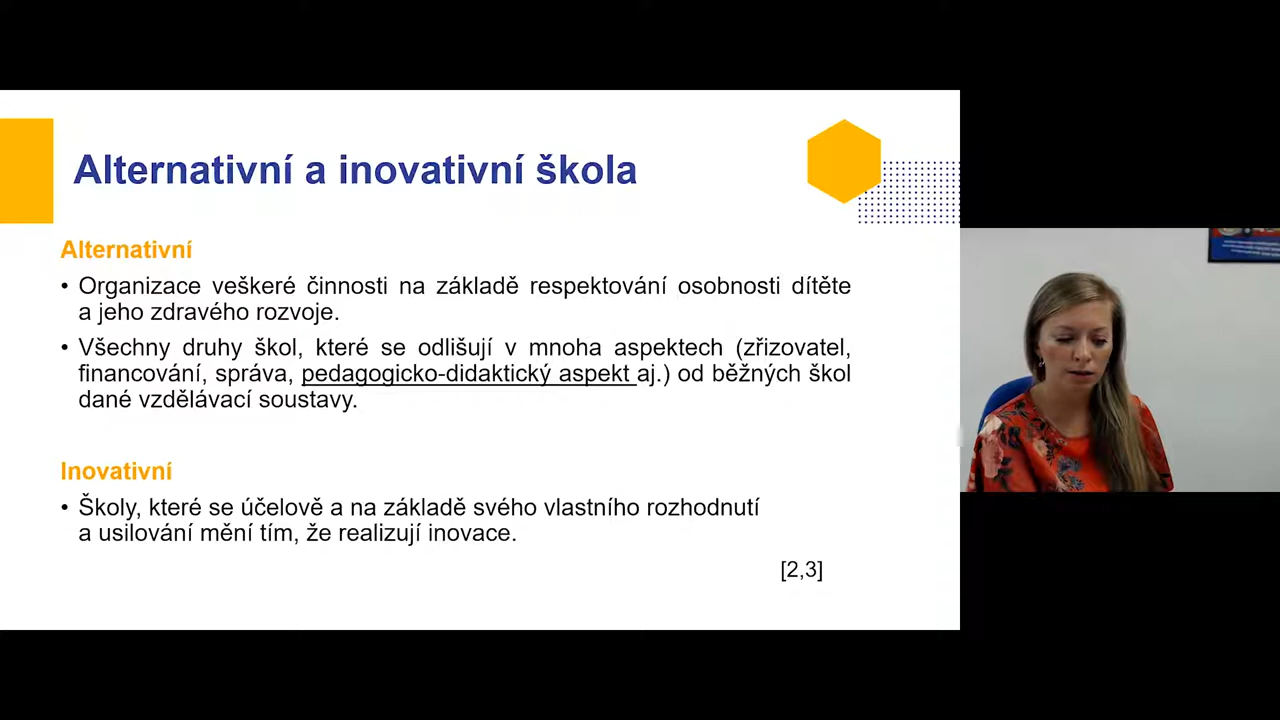 Alternativní a inovativní škola
Alternativní
• Organizace veškeré činnosti na základě respektování osobnosti dítěte
a jeho zdravého rozvoje.
• Všechny druhy škol, které se odlišují v mnoha aspektech (zřizovatel,
financování, správa, pedagogicko-didaktický aspekt aj.) od běžných škol
dané vzdělávací soustavy.
Inovativní
• Školy, které se účelově a na základě svého vlastního rozhodnutí
a usilování mění tím, že realizují inovace.
[2,3]